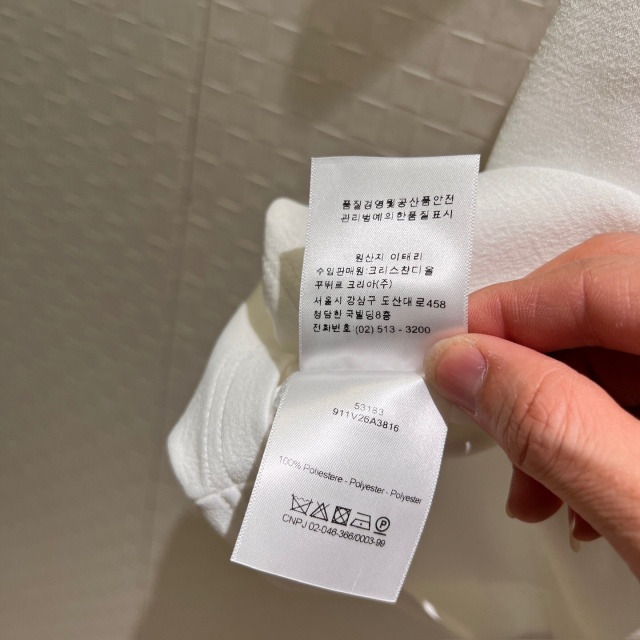 품질경영및공산품안전
관리병예의한품질표시
원산지 이태리
수입판매원:크리스챤디올
꾸뛰르 코리아(주)
서울시 강남구 도산대로458
청담한국빌딩8층
전화번호:(02) 513 - 3200
53183
911V26A3816
100% Poliestere - Polyester - Polyester
CNPJ 02-046-366/0003-99